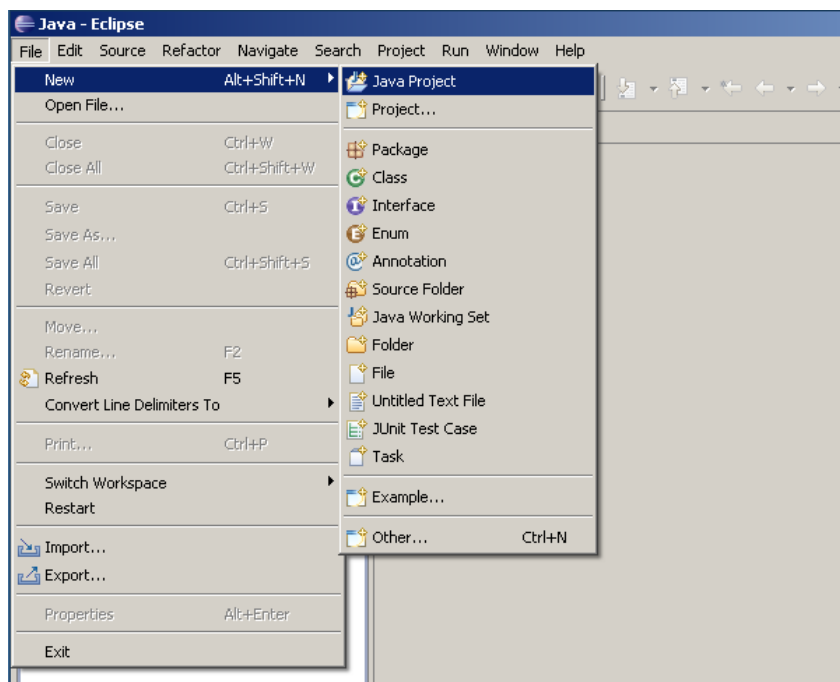 Java - Eclipse
File Edit Source Refactor Navigate Search Project Run Window Help
New Alt+Shift+N
Open File...
Close Ctrl+W
Close All Ctrl+Shift+W
Save Ctrl+S
Save As...
Save All Ctrl+Shift+S
Revert
Move...
Rename... F2
Refresh F5
Convert Line Delimiters To
Print... Ctrl+P
Switch Workspace
Restart
Import...
Export...
Properties Alt+Enter
Exit
Java Project
Project...
Package
Class
Interface
Enum
Annotation
Source Folder
Java Working Set
Folder
File
Untitled Text File
JUnit Test Case
Task
Example...
Other... Ctrl+N